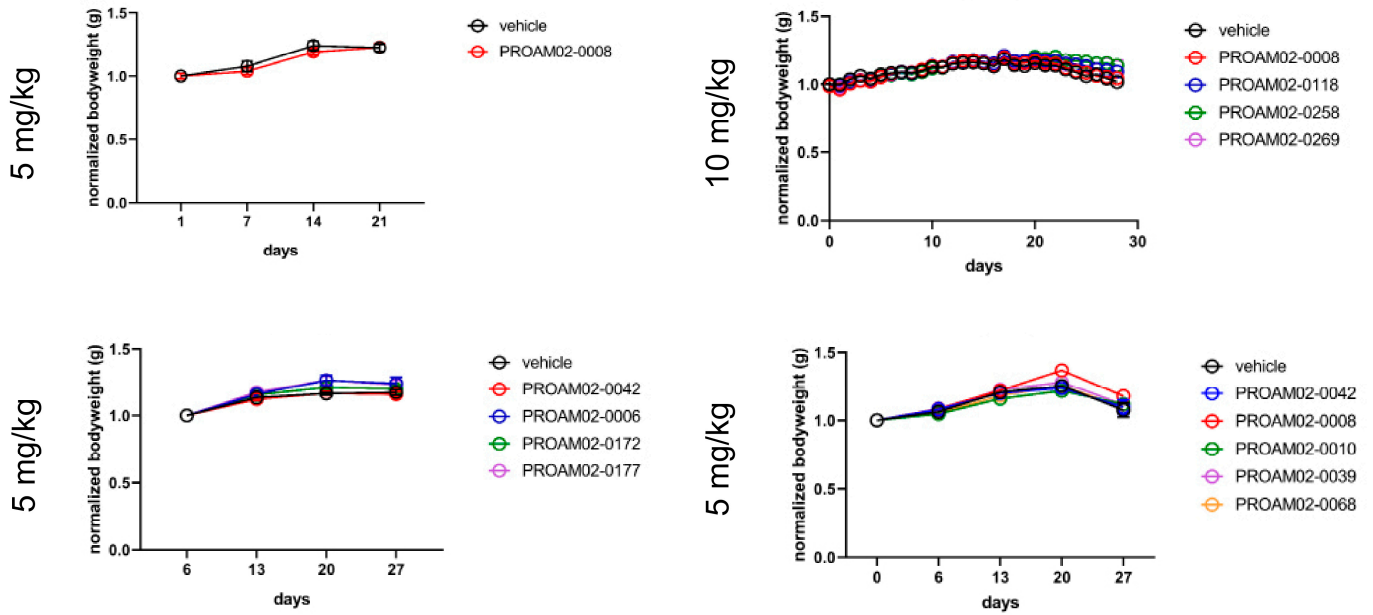 5 mg/kg
normalized bodyweight (g)
1.5
1.0
0.5
0.0
1 7 14 21
days
vehicle
PROAM02-0008
10 mg/kg
normalized bodyweight (g)
1.5
1.0
0.5
0.0
0 10 20 30
days
vehicle
PROAM02-0008
PROAM02-0118
PROAM02-0258
PROAM02-0269
5 mg/kg
normalized bodyweight (g)
1.5
1.0
0.5
0.0
6 13 20 27
days
vehicle
PROAM02-0042
PROAM02-0006
PROAM02-0172
PROAM02-0177
5 mg/kg
normalized bodyweight (g)
1.5
1.0
0.5
0.0
0 6 13 20 27
days
vehicle
PROAM02-0042
PROAM02-0008
PROAM02-0010
PROAM02-0039
PROAM02-0068